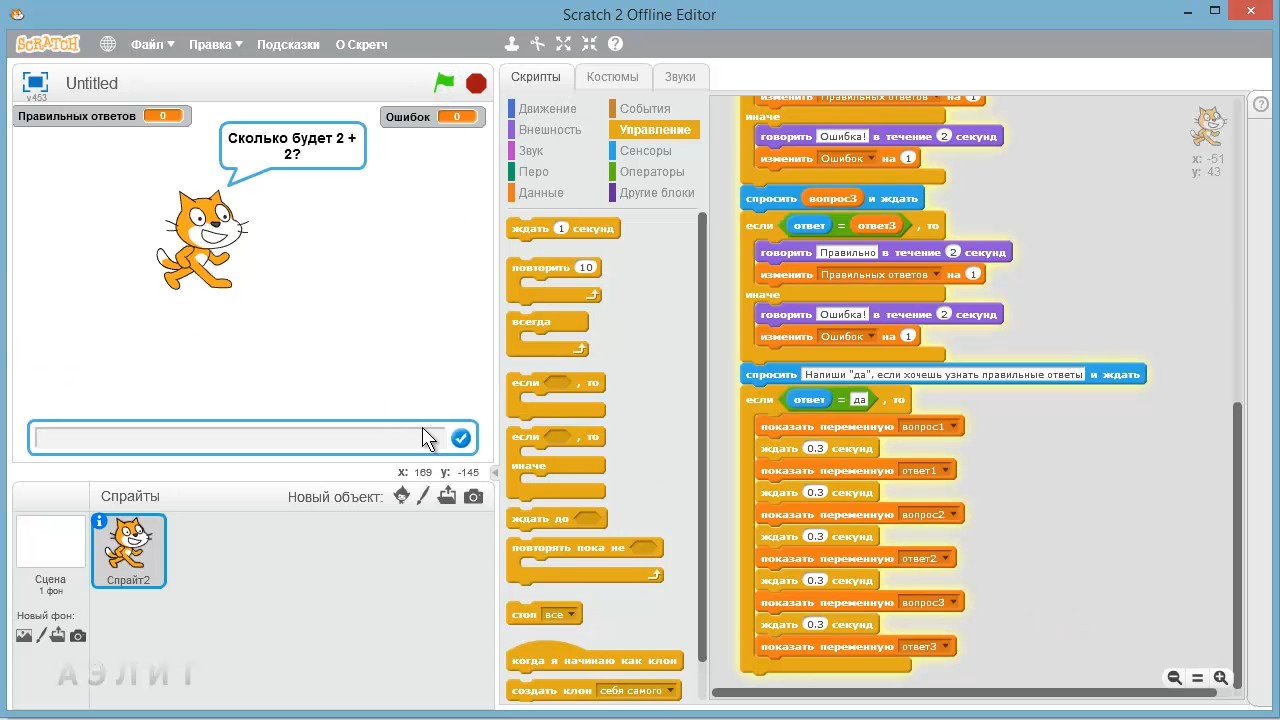 Scratch 2 Offline Editor
SCRATCH Файл Правка Подсказки О Скретч
v453
Untitled
Правильных ответов 0
Ошибок 0
Сколько будет 2 +
2?
x: 169 y: -145
Спрайты Новый объект:
Сцена
1 фон
Новый фон:
Спрайт2
АЭЛИТ
Скрипты Костюмы Звуки
Движение События
Внешность Управление
Звук Сенсоры
Перо Операторы
Данные Другие блоки
ждать 1 секунд
повторить 10
всегда
если , то
если , то
иначе
ждать до
повторять пока не
стоп все
когда я начинаю как клон
создать клон себя самого
изменить Правильных ответов на 1
иначе
говорить Ошибка! в течение 2 секунд
изменить Ошибок на 1
спросить вопрос3 и ждать
если ответ = ответ3 , то
говорить Правильно в течение 2 секунд
изменить Правильных ответов на 1
иначе
говорить Ошибка! в течение 2 секунд
изменить Ошибок на 1
спросить Напиши "да", если хочешь узнать правильные ответы и ждать
если ответ = да , то
показать переменную вопрос1
ждать 0.3 секунд
показать переменную ответ1
ждать 0.3 секунд
показать переменную вопрос2
ждать 0.3 секунд
показать переменную ответ2
ждать 0.3 секунд
показать переменную вопрос3
ждать 0.3 секунд
показать переменную ответ3
x: -51
y: 43